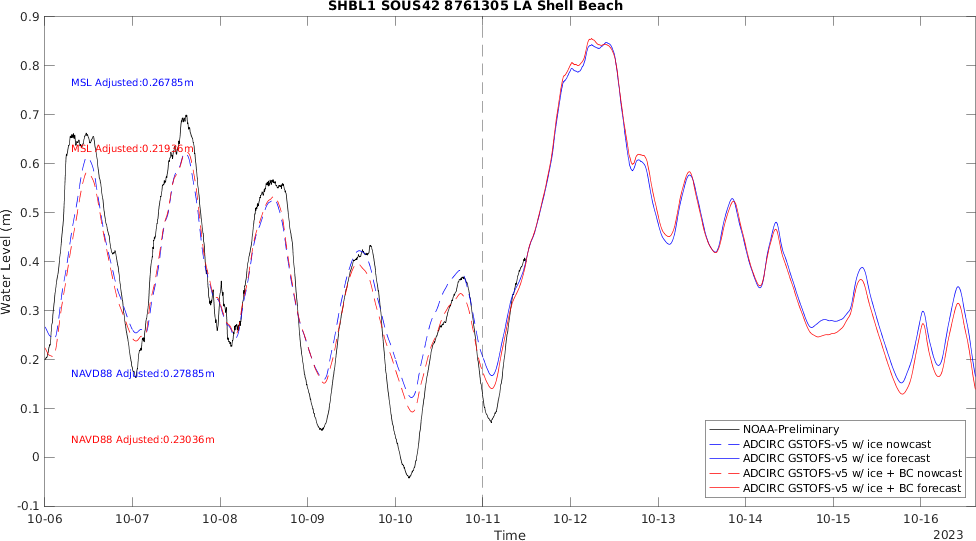 SHBL1 SOUS42 8761305 LA Shell Beach
0.9
0.8
0.7
0.6
0.5
0.4
0.3
0.2
0.1
0
-0.1
Water Level (m)
MSL Adjusted:0.26785m
MSL Adjusted:0.21936m
NAVD88 Adjusted:0.27885m
NAVD88 Adjusted:0.23036m
NOAA-Preliminary
ADCIRC GSTOFS-v5 w/ ice nowcast
ADCIRC GSTOFS-v5 w/ ice forecast
ADCIRC GSTOFS-v5 w/ ice + BC nowcast
ADCIRC GSTOFS-v5 w/ ice + BC forecast
10-06 10-07 10-08 10-09 10-10 10-11 10-12 10-13 10-14 10-15 10-16
Time
2023